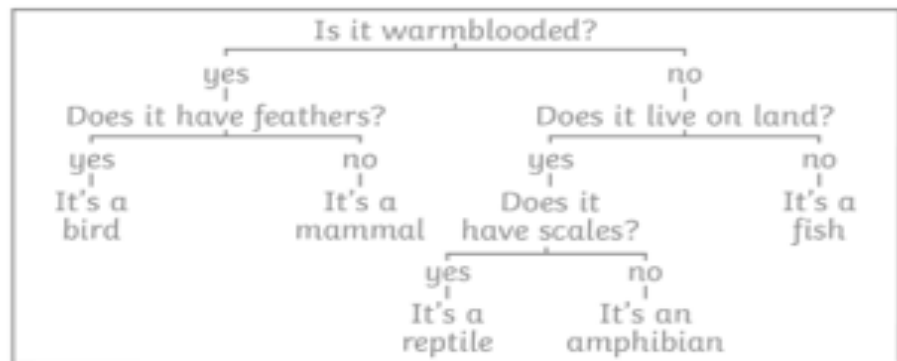 Is it warmblooded?
yes no
Does it have feathers? Does it live on land?
yes no yes no
It's a It's a Does it It's a
bird mammal have scales? fish
yes no
It's a It's an
reptile amphibian